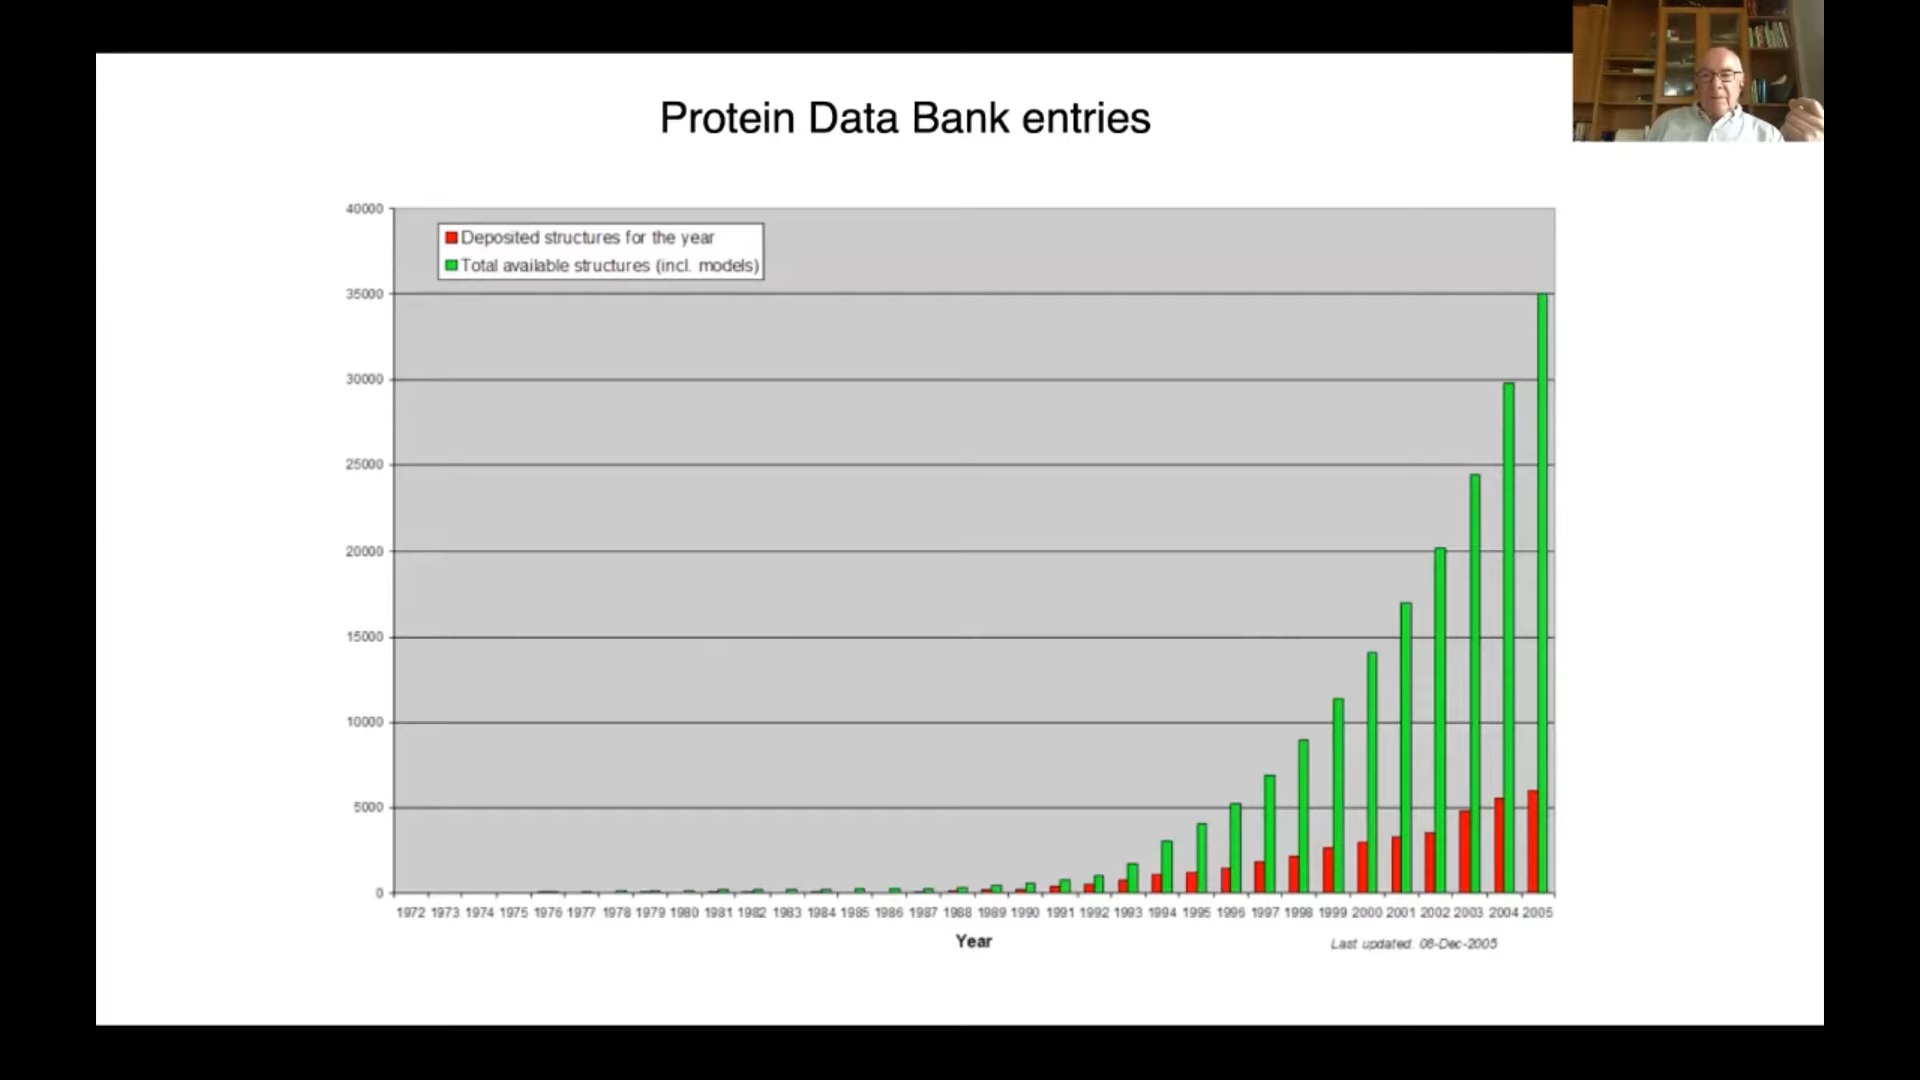 Protein Data Bank entries
40000
Deposited structures for the year
Total available structures (incl. models)
35000
30000
25000
20000
15000
10000
5000
0
1972 1973 1974 1975 1976 1977 1978 1979 1980 1981 1982 1983 1984 1985 1986 1987 1988 1989 1990 1991 1992 1993 1994 1995 1996 1997 1998 1999 2000 2001 2002 2003 2004 2005
Year
Last updated: 08-Dec-2005